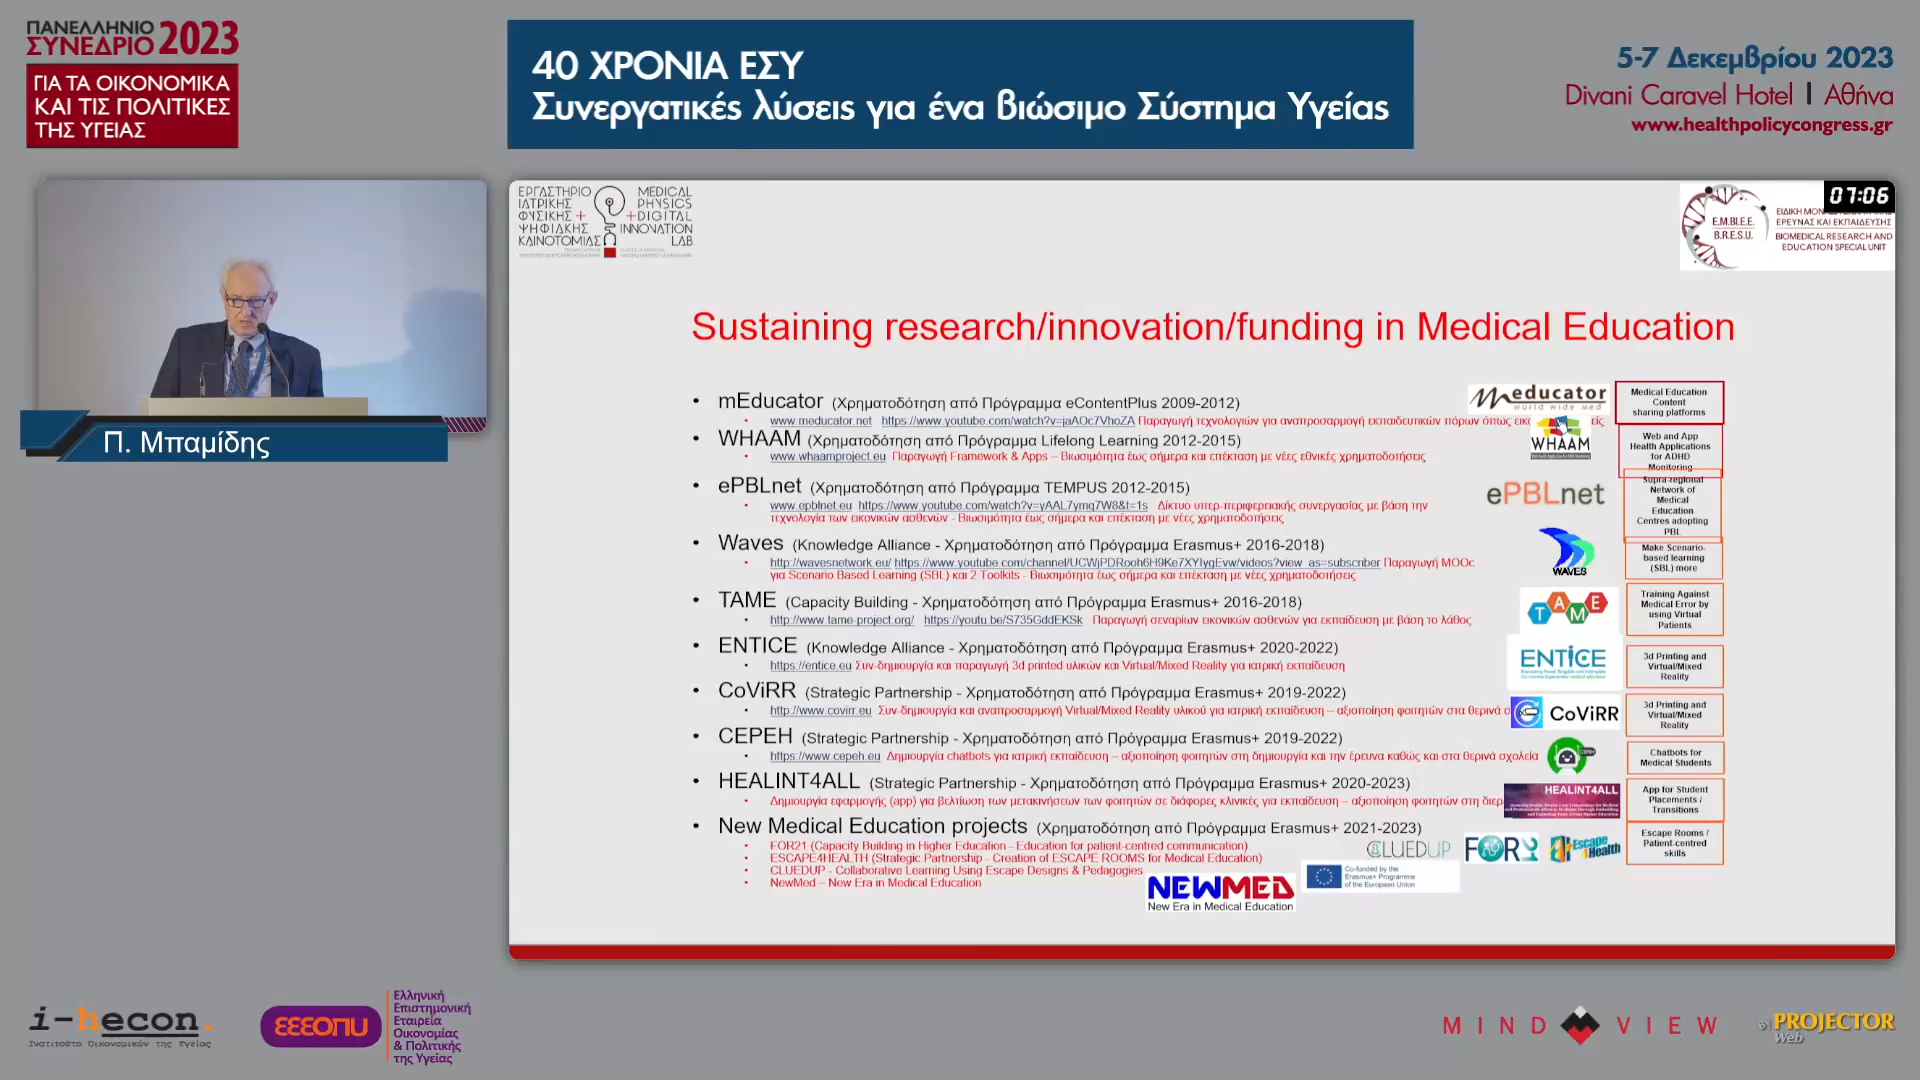 ΠΑΝΕΛΛΗΝΙΟ
ΣΥΝΕΔΡΙΟ 2023
ΓΙΑ ΤΑ ΟΙΚΟΝΟΜΙΚΑ
ΚΑΙ ΤΙΣ ΠΟΛΙΤΙΚΕΣ
ΤΗΣ ΥΓΕΙΑΣ
40 ΧΡΟΝΙΑ ΕΣΥ
Συνεργατικές λύσεις για ένα βιώσιμο Σύστημα Υγείας
5-7 Δεκεμβρίου 2023
Divani Caravel Hotel | Αθήνα
www.healthpolicycongress.gr
Π. Μπαμίδης
ΕΡΓΑΣΤΗΡΙΟ
ΙΑΤΡΙΚΗΣ
ΦΥΣΙΚΗΣ +
ΨΗΦΙΑΚΗΣ
ΚΑΙΝΟΤΟΜΙΑΣ
MEDICAL
PHYSICS
+DIGITAL
INNOVATION
LAB
07:06
E.M.B.I.E.E.
B.R.E.S.U.
ΕΡΕΥΝΑΣ ΚΑΙ ΕΚΠΑΙΔΕΥΣΗΣ
BIOMEDICAL RESEARCH AND
EDUCATION SPECIAL UNIT
Sustaining research/innovation/funding in Medical Education
• mEducator (Χρηματοδότηση από Πρόγραμμα eContentPlus 2009-2012)
• www.meducator.net https://www.youtube.com/watch?v=jaAOc7VhoZA Παραγωγή τεχνολογιών για αναπροσαρμογή εκπαιδευτικών πόρων όπως
• WHAAM (Χρηματοδότηση από Πρόγραμμα Lifelong Learning 2012-2015)
• www.whaamproject.eu Παραγωγή Framework & Apps – Βιωσιμότητα έως σήμερα και επέκταση με νέες εθνικές χρηματοδοτήσεις
• ePBLnet (Χρηματοδότηση από Πρόγραμμα TEMPUS 2012-2015)
• www.epblnet.eu https://www.youtube.com/watch?v=yAAL7ymq7W8&t=1s Δίκτυο υπερ-περιφερειακής συνεργασίας με βάση την
τεχνολογία των εικονικών ασθενών - Βιωσιμότητα έως σήμερα και επέκταση με νέες χρηματοδοτήσεις
• Waves (Knowledge Alliance - Χρηματοδότηση από Πρόγραμμα Erasmus+ 2016-2018)
• http://wavesnetwork.eu/ https://www.youtube.com/channel/UCWjPDRooh6H9Ke7XYIygEvw/videos?view_as=subscriber Παραγωγή MOOc
για Scenario Based Learning (SBL) και 2 Toolkits - Βιωσιμότητα έως σήμερα και επέκταση με νέες χρηματοδοτήσεις
• TAME (Capacity Building - Χρηματοδότηση από Πρόγραμμα Erasmus+ 2016-2018)
• http://www.tame-project.org/ https://youtu.be/S735GddEKSk Παραγωγή σεναρίων εικονικών ασθενών για εκπαίδευση με βάση το λάθος
• ENTICE (Knowledge Alliance - Χρηματοδότηση από Πρόγραμμα Erasmus+ 2020-2022)
• https://entice.eu Συν-δημιουργία και παραγωγή 3d printed υλικών και Virtual/Mixed Reality για ιατρική εκπαίδευση
• CoViRR (Strategic Partnership - Χρηματοδότηση από Πρόγραμμα Erasmus+ 2019-2022)
• http://www.covirr.eu Συν-δημιουργία και αναπροσαρμογή Virtual/Mixed Reality υλικού για ιατρική εκπαίδευση – αξιοποίηση φοιτητών στα θερινά
• CEPEH (Strategic Partnership - Χρηματοδότηση από Πρόγραμμα Erasmus+ 2019-2022)
• https://www.cepeh.eu Δημιουργία chatbots για ιατρική εκπαίδευση – αξιοποίηση φοιτητών στη δημιουργία και την έρευνα καθώς και στα θερινά σχολεία
• HEALINT4ALL (Strategic Partnership - Χρηματοδότηση από Πρόγραμμα Erasmus+ 2020-2023)
• Δημιουργία εφαρμογής (app) για βελτίωση των μετακινήσεων των φοιτητών σε διάφορες κλινικές για εκπαίδευση – αξιοποίηση φοιτητών στη
• New Medical Education projects (Χρηματοδότηση από Πρόγραμμα Erasmus+ 2021-2023)
• FOR21 (Capacity Building in Higher Education - Education for patient-centred communication)
• ESCAPE4HEALTH (Strategic Partnership - Creation of ESCAPE ROOMS for Medical Education)
• CLUEDUP - Collaborative Learning Using Escape Designs & Pedagogies
• NewMed – New Era in Medical Education
meducator
world wide med
WHAAM
ePBLnet
WAVES
TAME
ENTICE
CoViRR
CEPEH
HEALINT4ALL
CLUEDUP
FOR21
Escape
Health
Co-funded by the
Erasmus+ Programme
of the European Union
NEWMED
New Era in Medical Education
Medical Education
Content
sharing platforms
Web and App
Health Applications
for ADHD
Monitoring
Supra-regional
Network of
Medical
Education
Centres adopting
PBL
Make Scenario-
based learning
(SBL) more
Training Against
Medical Error by
using Virtual
Patients
3d Printing and
Virtual/Mixed
Reality
3d Printing and
Virtual/Mixed
Reality
Chatbots for
Medical Students
App for Student
Placements /
Transitions
Escape Rooms /
Patient-centred
skills
i-hecon.
Ινστιτούτο Οικονομικών της Υγείας
εεεοπυ
Ελληνική
Επιστημονική
Εταιρεία
Οικονομίας
& Πολιτικής
της Υγείας
MIND VIEW
PROJECTOR
Web